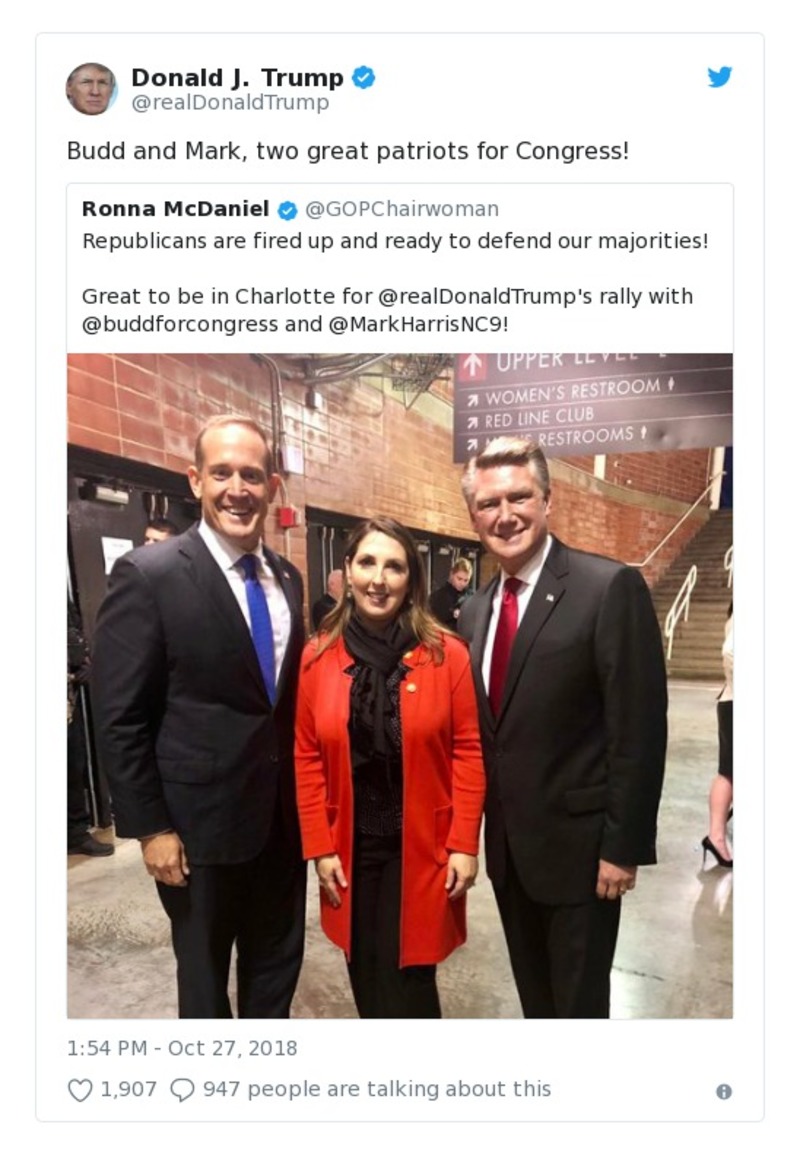 Donald J. Trump
@realDonaldTrump
Budd and Mark, two great patriots for Congress!
Ronna McDaniel @GOPChairwoman
Republicans are fired up and ready to defend our majorities!
Great to be in Charlotte for @realDonaldTrump's rally with
@buddforcongress and @MarkHarrisNC9!
UPPER LEVEL
WOMEN'S RESTROOM
RED LINE CLUB
RESTROOMS
1:54 PM - Oct 27, 2018
1,907 947 people are talking about this